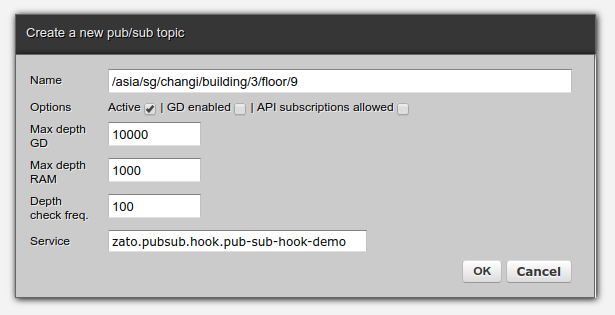 Create a new pub/sub topic
Name /asia/sg/changi/building/3/floor/9
Options Active | GD enabled | API subscriptions allowed
Max depth
GD 10000
Max depth
RAM 1000
Depth
check freq. 100
Service zato.pubsub.hook.pub-sub-hook-demo
OK Cancel